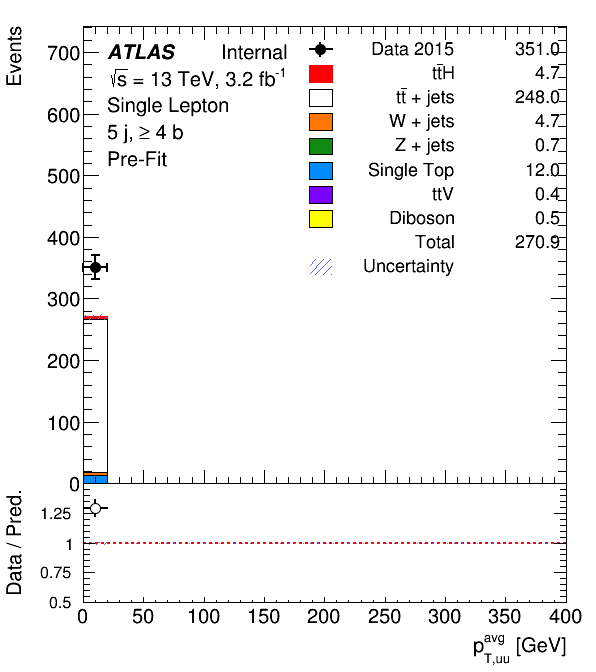 Events
ATLAS Internal
√s = 13 TeV, 3.2 fb⁻¹
Single Lepton
5 j, ≥ 4 b
Pre-Fit
Data 2015 351.0
tt̄H 4.7
tt̄ + jets 248.0
W + jets 4.7
Z + jets 0.7
Single Top 12.0
ttV 0.4
Diboson 0.5
Total 270.9
Uncertainty
700
600
500
400
300
200
100
0
Data / Pred.
1.25
1
0.75
0.5
0 50 100 150 200 250 300 350 400
p_{T,uu}^{avg} [GeV]